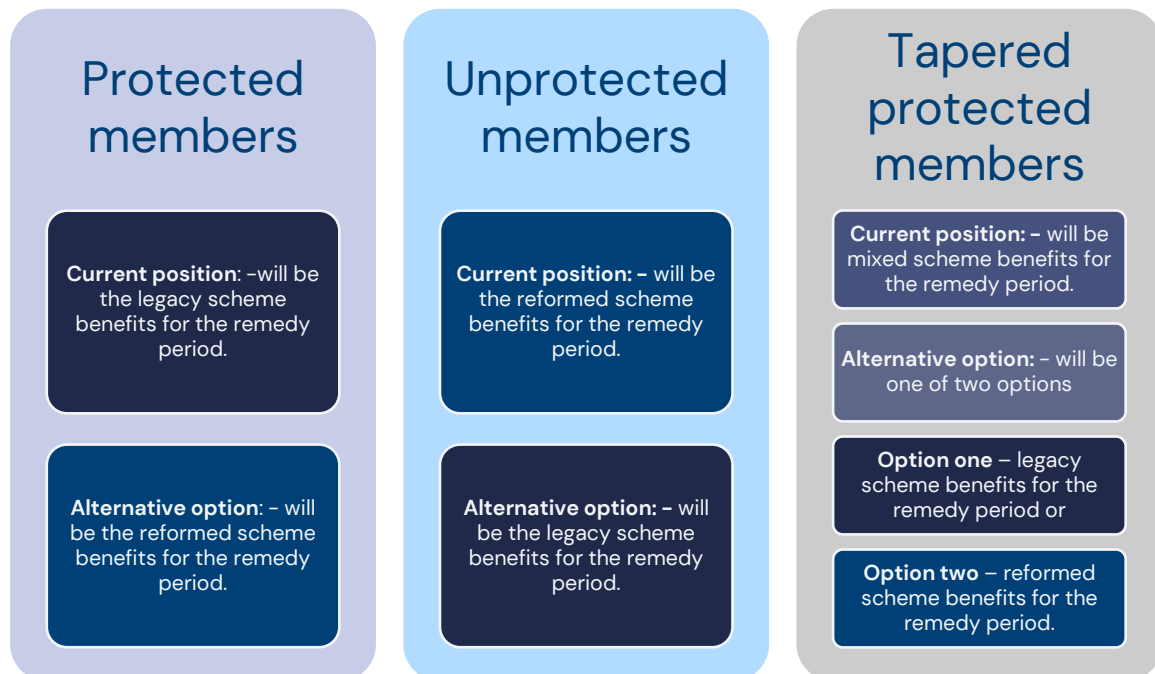 Protected
members
Current position: -will be
the legacy scheme
benefits for the remedy
period.
Alternative option: - will
be the reformed scheme
benefits for the remedy
period.
Unprotected
members
Current position: - will be
the reformed scheme
benefits for the remedy
period.
Alternative option: - will
be the legacy scheme
benefits for the remedy
period.
Tapered
protected
members
Current position: - will be
mixed scheme benefits for
the remedy period.
Alternative option: - will be
one of two options
Option one – legacy
scheme benefits for the
remedy period or
Option two – reformed
scheme benefits for the
remedy period.